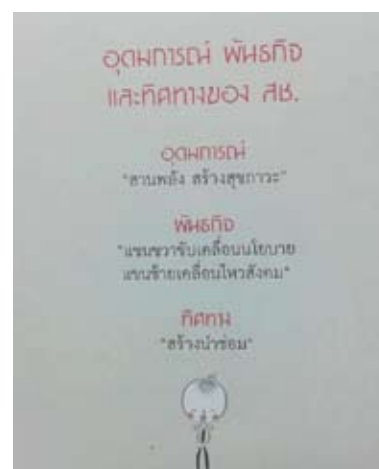 อุดมการณ์ พันธกิจ
และทิศทางของ สช.
อุดมการณ์
"สานพลัง สร้างสุขภาวะ"
พันธกิจ
"แขนขวาขับเคลื่อนนโยบาย
แขนซ้ายเคลื่อนไหวสังคม"
ทิศทาง
"สร้างนำซ่อม"